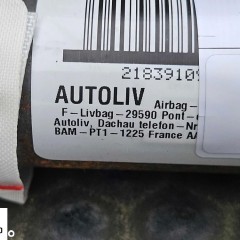 21839109
AUTOLIV Airbag-
F-Livbag-29590 Pont-
Autoliv, Dachau telefon-Nr
BAM-PT1-1225 France A/